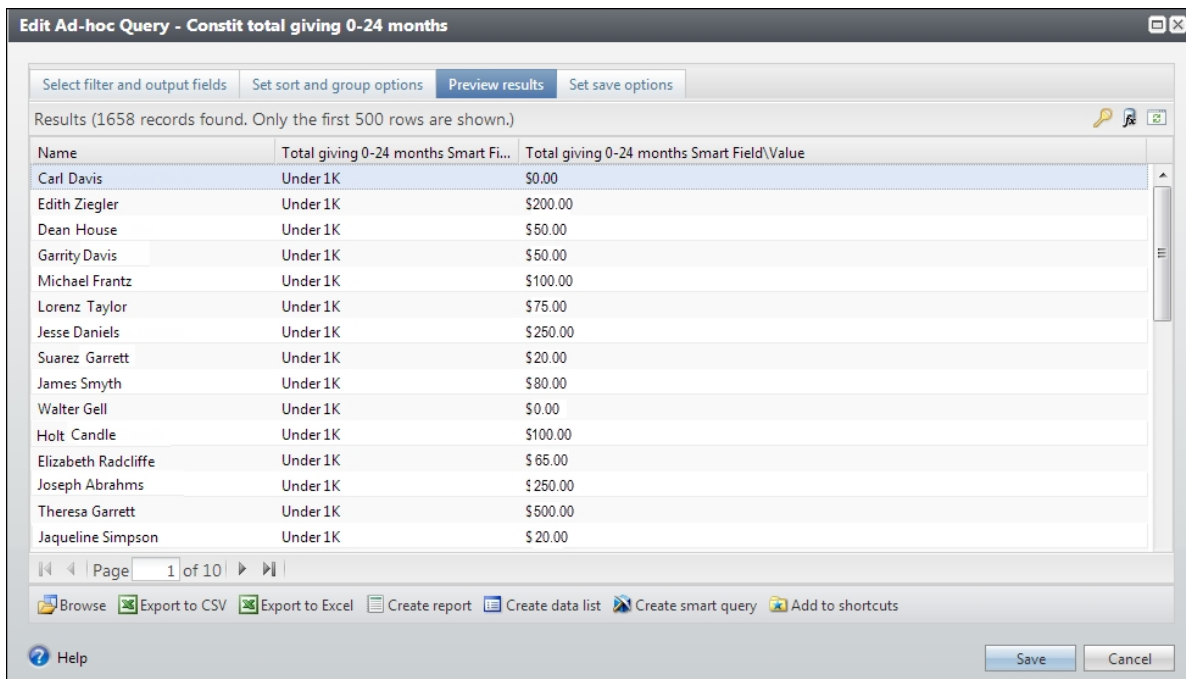 Edit Ad-hoc Query - Constit total giving 0-24 months
Select filter and output fields Set sort and group options Preview results Set save options
Results (1658 records found. Only the first 500 rows are shown.)
Name Total giving 0-24 months Smart Fi... Total giving 0-24 months Smart Field\Value
Carl Davis Under 1K $0.00
Edith Ziegler Under 1K $200.00
Dean House Under 1K $50.00
Garrity Davis Under 1K $50.00
Michael Frantz Under 1K $100.00
Lorenz Taylor Under 1K $75.00
Jesse Daniels Under 1K $250.00
Suarez Garrett Under 1K $20.00
James Smyth Under 1K $80.00
Walter Gell Under 1K $0.00
Holt Candle Under 1K $100.00
Elizabeth Radcliffe Under 1K $65.00
Joseph Abrahms Under 1K $250.00
Theresa Garrett Under 1K $500.00
Jaqueline Simpson Under 1K $20.00
Page 1 of 10
Browse Export to CSV Export to Excel Create report Create data list Create smart query Add to shortcuts
Help Save Cancel